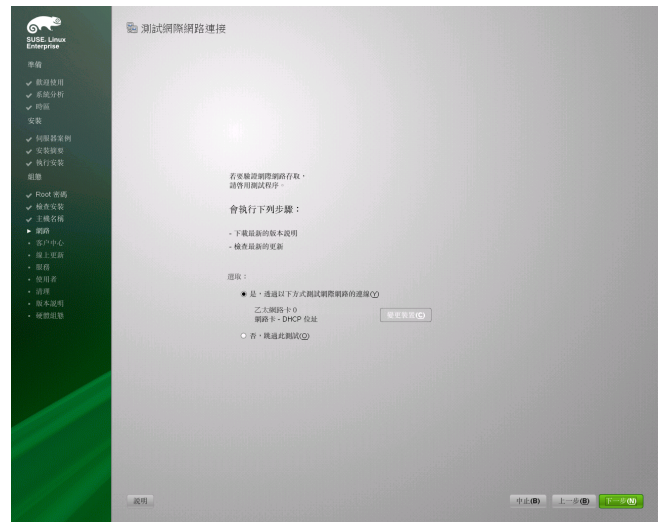 SUSE. Linux
Enterprise
準備
歡迎使用
系統分析
時區
安裝
伺服器案例
安裝摘要
執行安裝
組態
Root 密碼
檢查安裝
主機名稱
網路
客户中心
線上更新
服務
使用者
清理
版本說明
硬體組態
測試網際網路連接
若要驗證網際網路存取，
請啓用測試程序。
會執行下列步驟：
- 下載最新的版本說明
- 檢查最新的更新
選取：
是，透過以下方式測試網際網路的連線(Y)
乙太網路卡 0
網路卡 - DHCP 位址
變更裝置(C)
否，跳過此測試(O)
說明
中止(B)
上一步(B)
下一步(N)